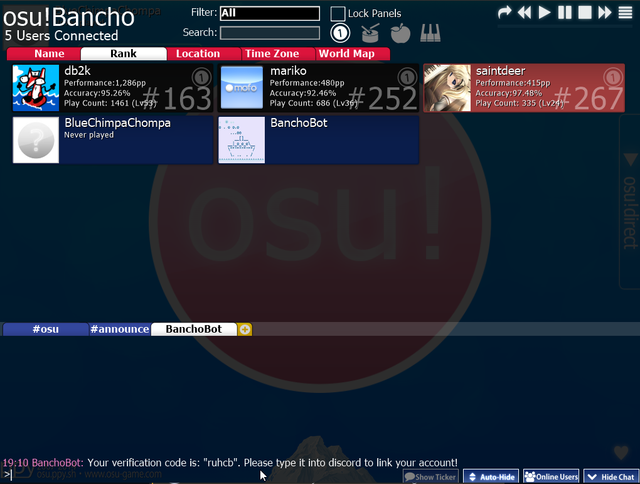 osu!Bancho
5 Users Connected
Filter: All
Lock Panels
Search:
Name Rank Location Time Zone World Map
db2k
Performance:1,286pp
Accuracy:95.26%
Play Count: 1461 (Lv53)
#163
mariko
Performance:480pp
Accuracy:92.46%
Play Count: 686 (Lv36)
#252
saintdeer
Performance:415pp
Accuracy:97.48%
Play Count: 335 (Lv24)
#267
BlueChimpaChompa
Never played
BanchoBot
osu!
osu!direct
#osu #announce BanchoBot
19:10 BanchoBot: Your verification code is: "ruhcb". Please type it into discord to link your account!
>
Show Ticker Auto-Hide Online Users Hide Chat